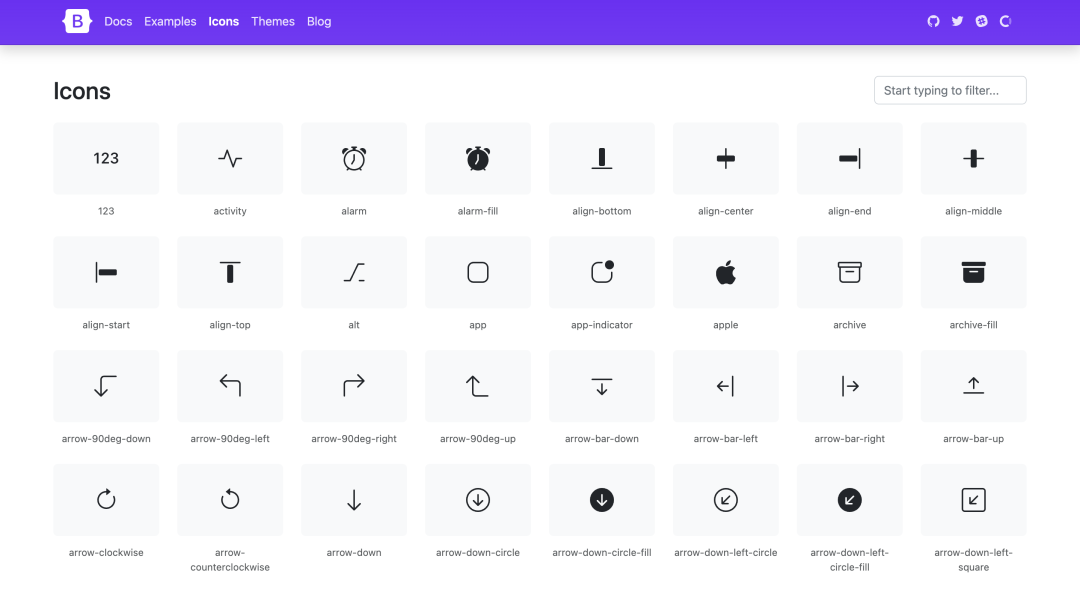 B Docs Examples Icons Themes Blog
Icons
Start typing to filter...
123
123 activity alarm alarm-fill align-bottom align-center align-end align-middle
align-start align-top alt app app-indicator apple archive archive-fill
arrow-90deg-down arrow-90deg-left arrow-90deg-right arrow-90deg-up arrow-bar-down arrow-bar-left arrow-bar-right arrow-bar-up
arrow-clockwise arrow- arrow-down arrow-down-circle arrow-down-circle-fill arrow-down-left-circle arrow-down-left- arrow-down-left-
counterclockwise circle-fill square